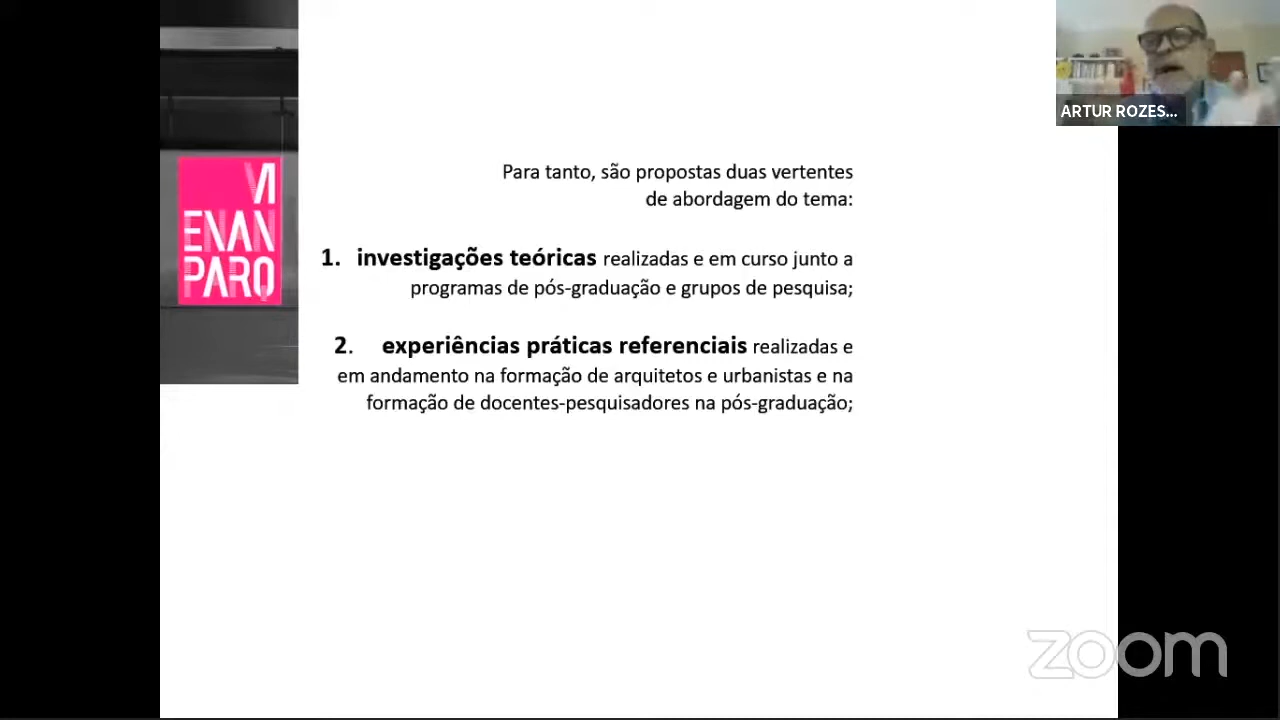 VI
ENAN
PARQ
ARTUR ROZES...
Para tanto, são propostas duas vertentes
de abordagem do tema:
1. investigações teóricas realizadas e em curso junto a
programas de pós-graduação e grupos de pesquisa;
2. experiências práticas referenciais realizadas e
em andamento na formação de arquitetos e urbanistas e na
formação de docentes-pesquisadores na pós-graduação;
zoom